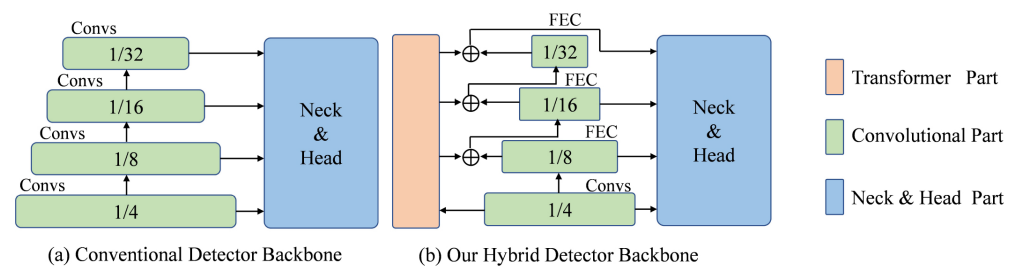 Convs
1/32
Convs
1/16
Convs
1/8
Convs
1/4
Neck
&
Head
(a) Conventional Detector Backbone
FEC
1/32
FEC
1/16
FEC
1/8
Convs
1/4
Neck
&
Head
(b) Our Hybrid Detector Backbone
Transformer Part
Convolutional Part
Neck & Head Part